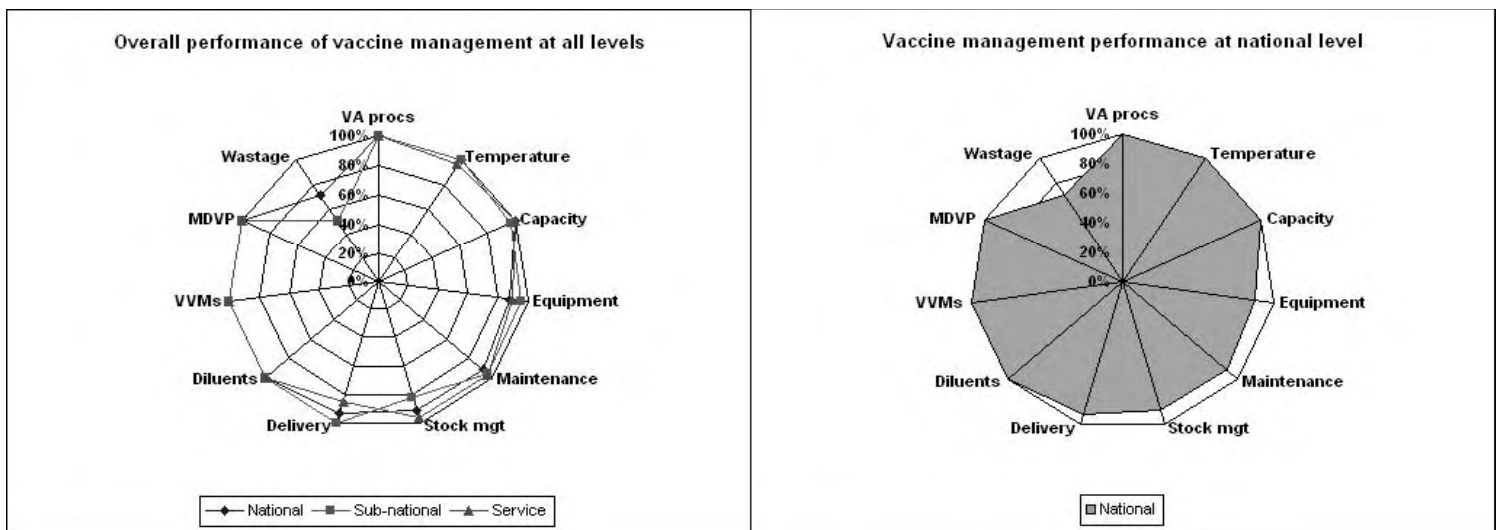 Overall performance of vaccine management at all levels
VA procs
100%
Wastage
Temperature
80%
60%
MDVP
40%
Capacity
20%
VVMs
0%
Equipment
Diluents
Maintenance
Delivery
Stock mgt
National
Sub-national
Service
Vaccine management performance at national level
VA procs
100%
Wastage
Temperature
80%
60%
MDVP
40%
Capacity
20%
VVMs
0%
Equipment
Diluents
Maintenance
Delivery
Stock mgt
National